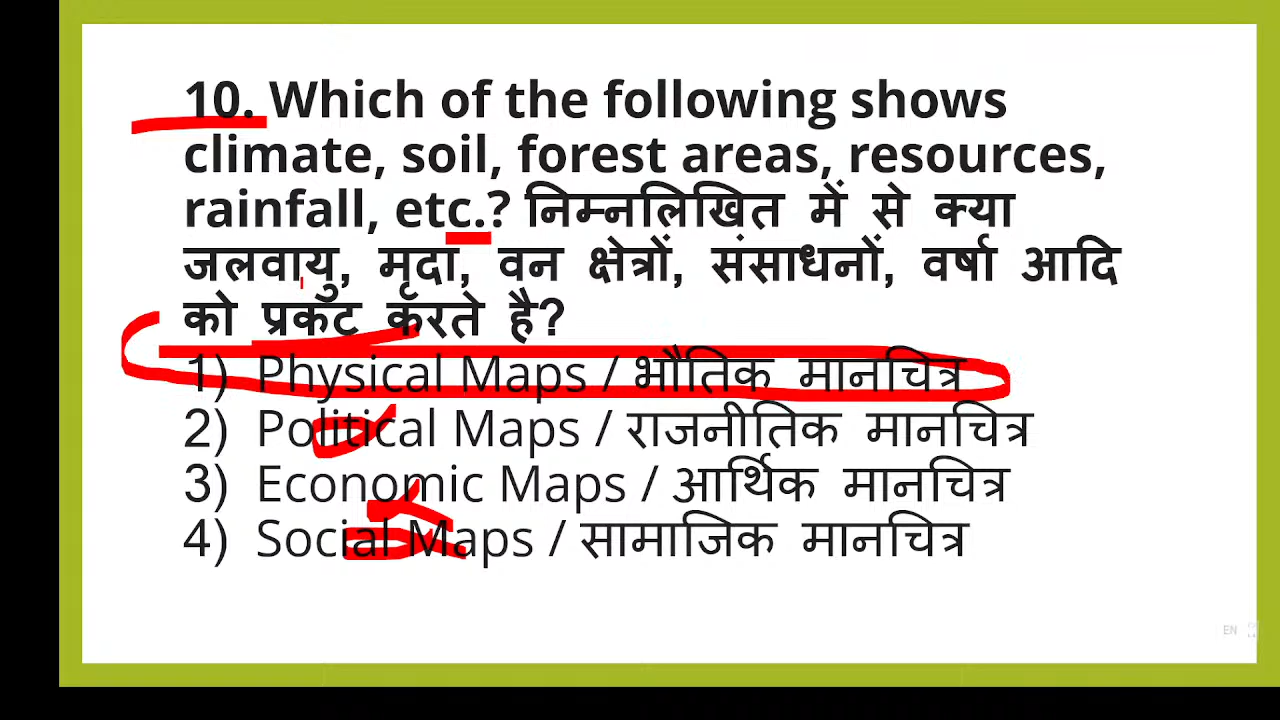 10. Which of the following shows
climate, soil, forest areas, resources,
rainfall, etc.? निम्नलिखित में से क्या
जलवायु, मृदा, वन क्षेत्रों, संसाधनों, वर्षा आदि
को प्रकट करते है?
1) Physical Maps / भौतिक मानचित्र
2) Political Maps / राजनीतिक मानचित्र
3) Economic Maps / आर्थिक मानचित्र
4) Social Maps / सामाजिक मानचित्र
EN